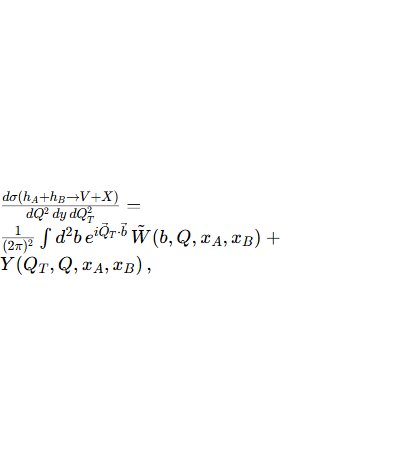 \frac{d\sigma(h_A+h_B\to V+X)}{dQ^2\,dy\,dQ_T^2} =
\frac{1}{(2\pi)^2} \int d^2b\, e^{i\vec{Q}_T\cdot\vec{b}}\, \tilde{W}(b,Q,x_A,x_B) +
Y(Q_T,Q,x_A,x_B)\,,